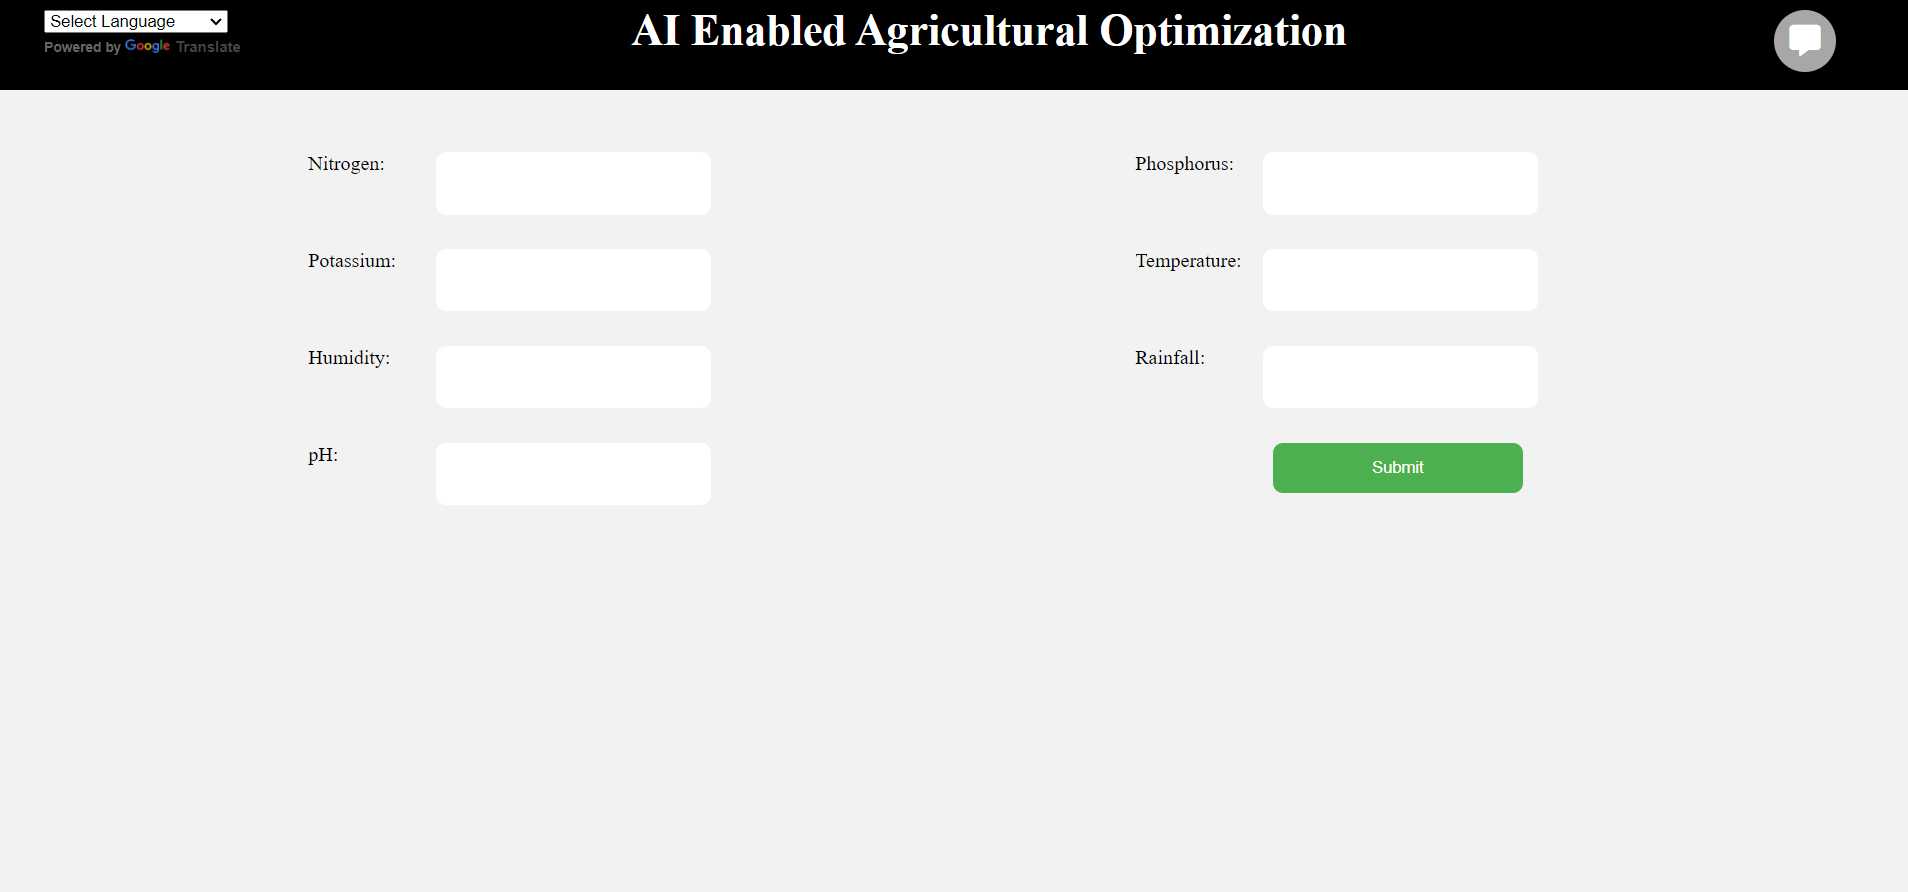 Select Language
Powered by Google Translate
AI Enabled Agricultural Optimization
Nitrogen:
Phosphorus:
Potassium:
Temperature:
Humidity:
Rainfall:
pH:
Submit